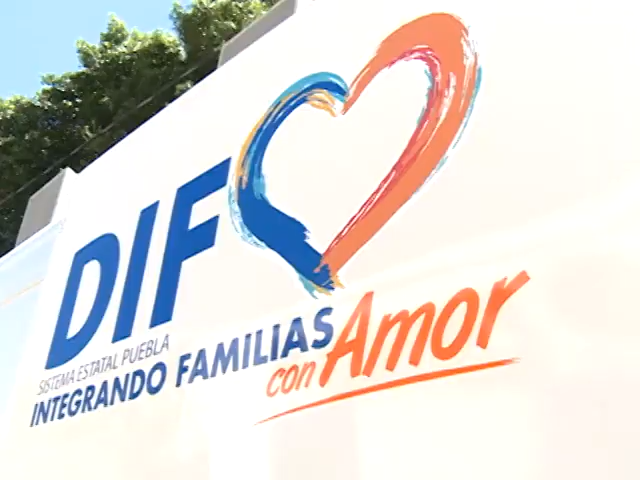 DIF
SISTEMA ESTATAL PUEBLA
INTEGRANDO FAMILIAS
con Amor